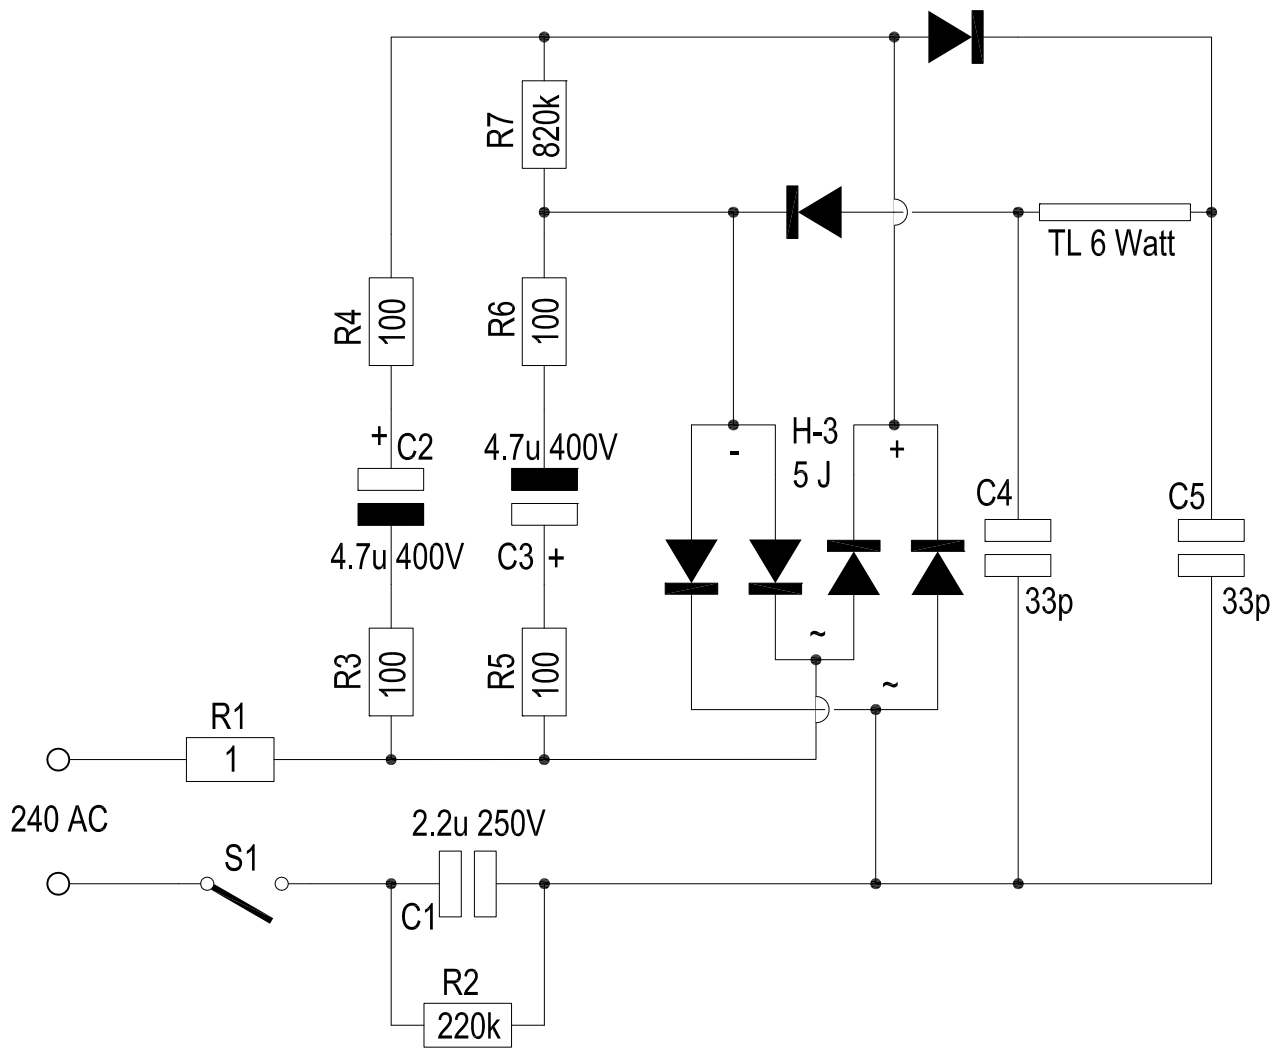 R7
820k
TL 6 Watt
R4
100
R6
100
+
C2
4.7u 400V
H-3
5 J
-
+
C4
C5
4.7u 400V
C3 +
33p
33p
~
R3
100
R5
100
~
R1
1
240 AC
2.2u 250V
S1
C1
R2
220k